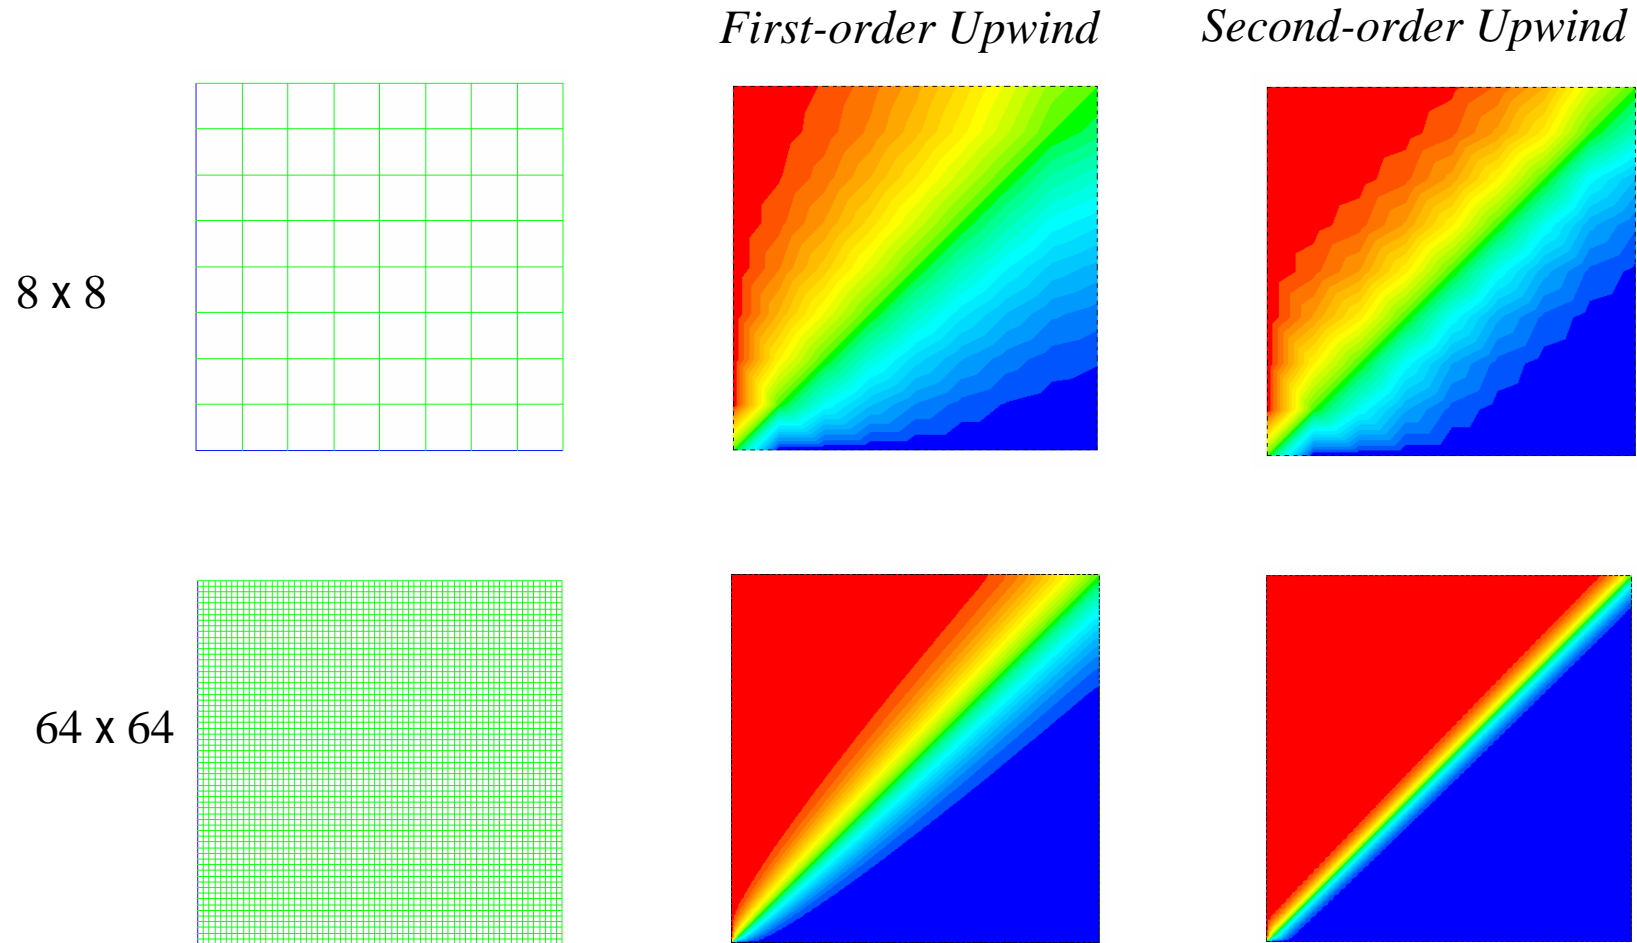 First-order Upwind
Second-order Upwind
8 x 8
64 x 64